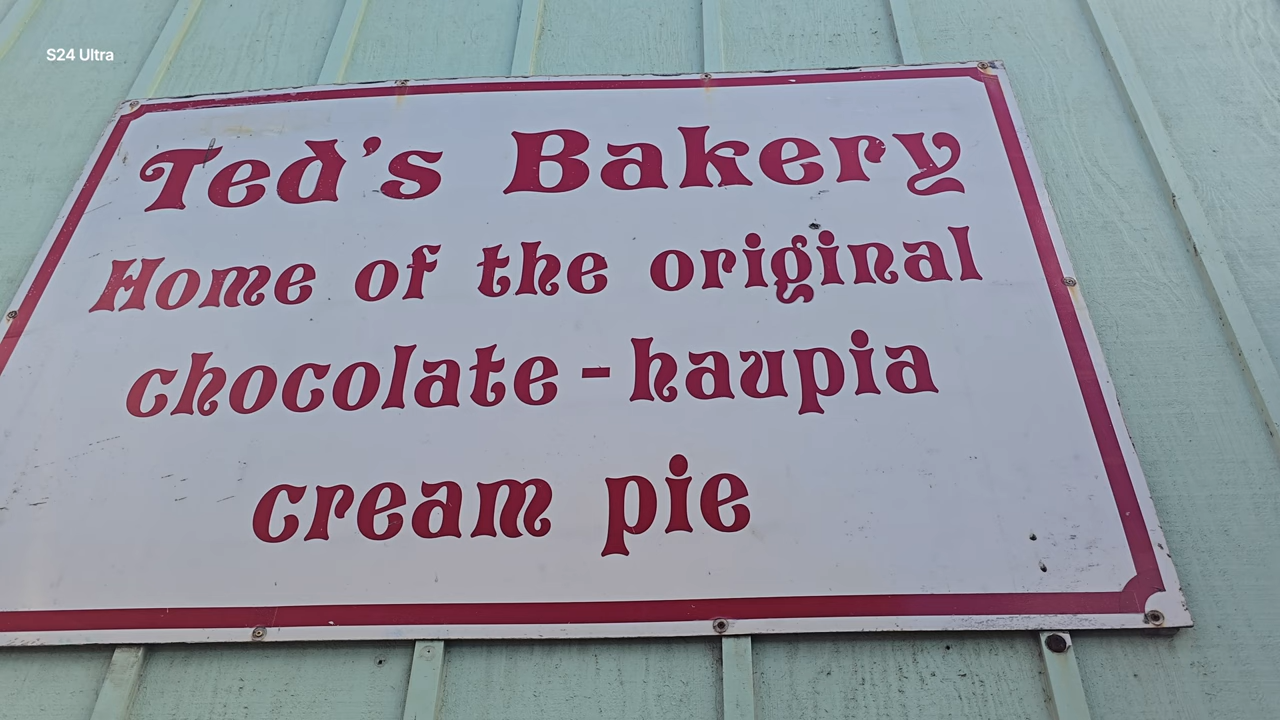 S24 Ultra
Ted's Bakery
Home of the original
chocolate - haupia
cream pie